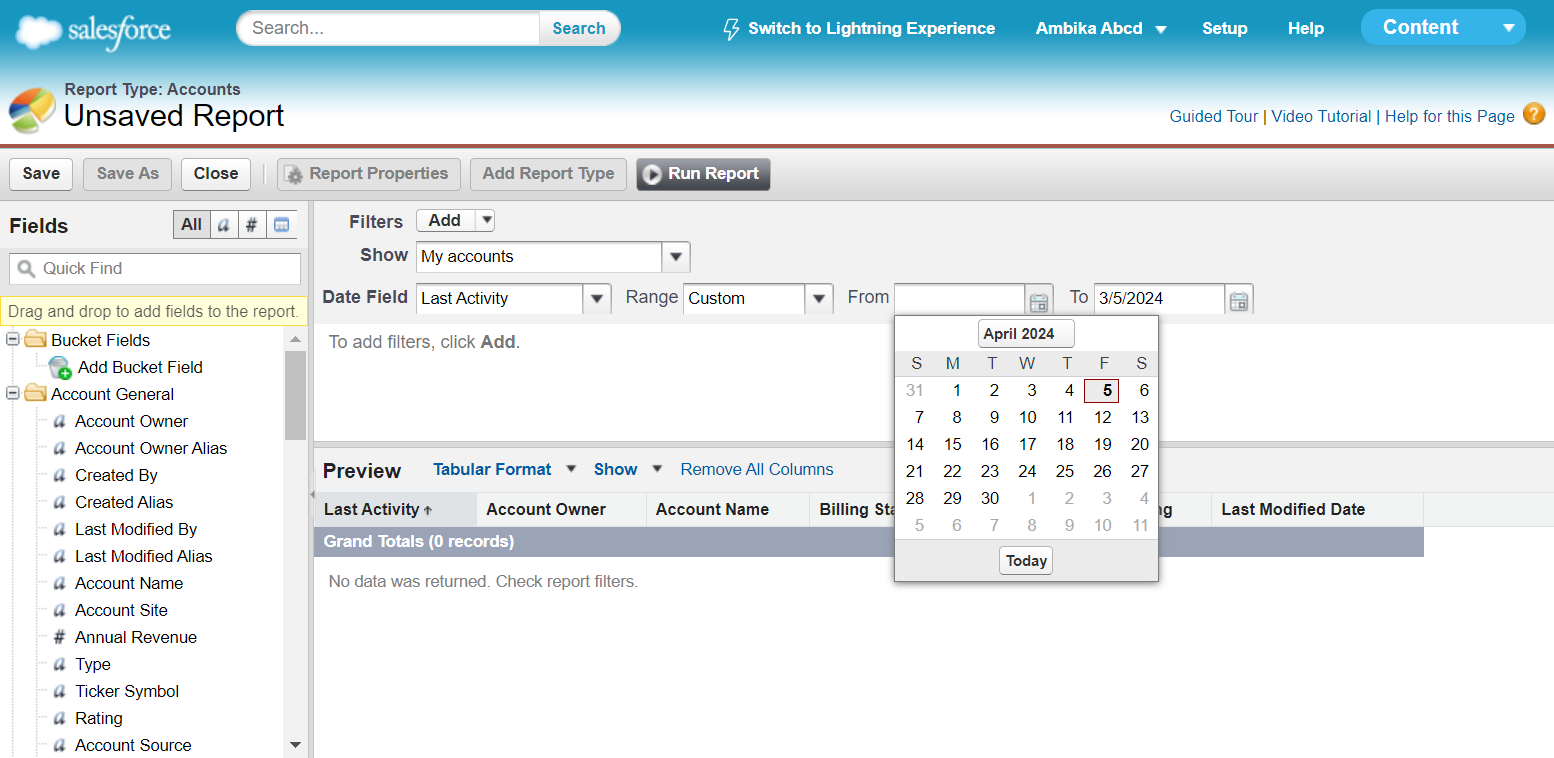 salesforce
Search...
Search
Switch to Lightning Experience
Ambika Abcd
Setup
Help
Content
Report Type: Accounts
Unsaved Report
Guided Tour | Video Tutorial | Help for this Page ?
Save
Save As
Close
Report Properties
Add Report Type
Run Report
Fields
All
a
#
Quick Find
Drag and drop to add fields to the report.
Bucket Fields
Add Bucket Field
Account General
a Account Owner
a Account Owner Alias
a Created By
a Created Alias
a Last Modified By
a Last Modified Alias
a Account Name
a Account Site
# Annual Revenue
a Type
a Ticker Symbol
a Rating
a Account Source
Filters Add
Show My accounts
Date Field Last Activity Range Custom From To 3/5/2024
To add filters, click Add.
April 2024
S M T W T F S
31 1 2 3 4 5 6
7 8 9 10 11 12 13
14 15 16 17 18 19 20
21 22 23 24 25 26 27
28 29 30 1 2 3 4
5 6 7 8 9 10 11
Today
Preview Tabular Format Show Remove All Columns
Last Activity Account Owner Account Name Billing Sta ng Last Modified Date
Grand Totals (0 records)
No data was returned. Check report filters.